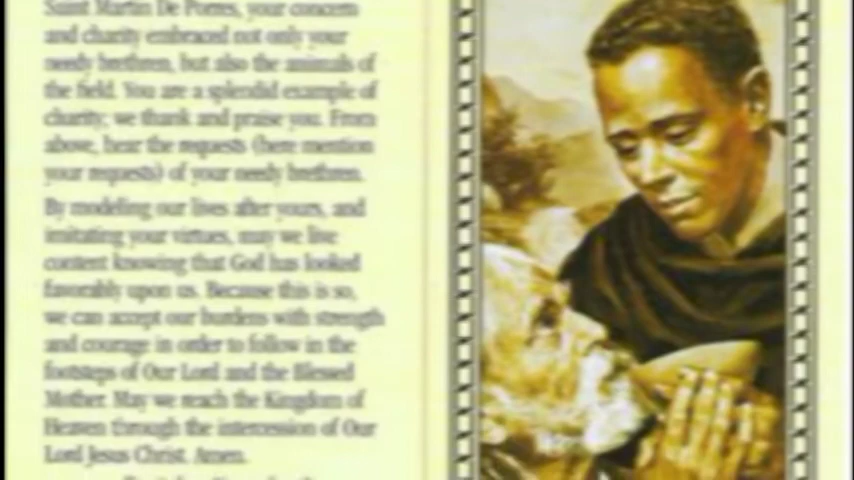 Saint Martin De Porres, your concern
and charity embraced not only your
needy brethren, but also the animals of
the field. You are a splendid example of
charity; we thank and praise you. From
above, hear the requests (here mention
your requests) of your needy brethren.
By modeling our lives after yours, and
imitating your virtues, may we live
content knowing that God has looked
favorably upon us. Because this is so,
we can accept our burdens with strength
and courage in order to follow in the
footsteps of Our Lord and the Blessed
Mother. May we reach the Kingdom of
Heaven through the intercession of Our
Lord Jesus Christ. Amen.